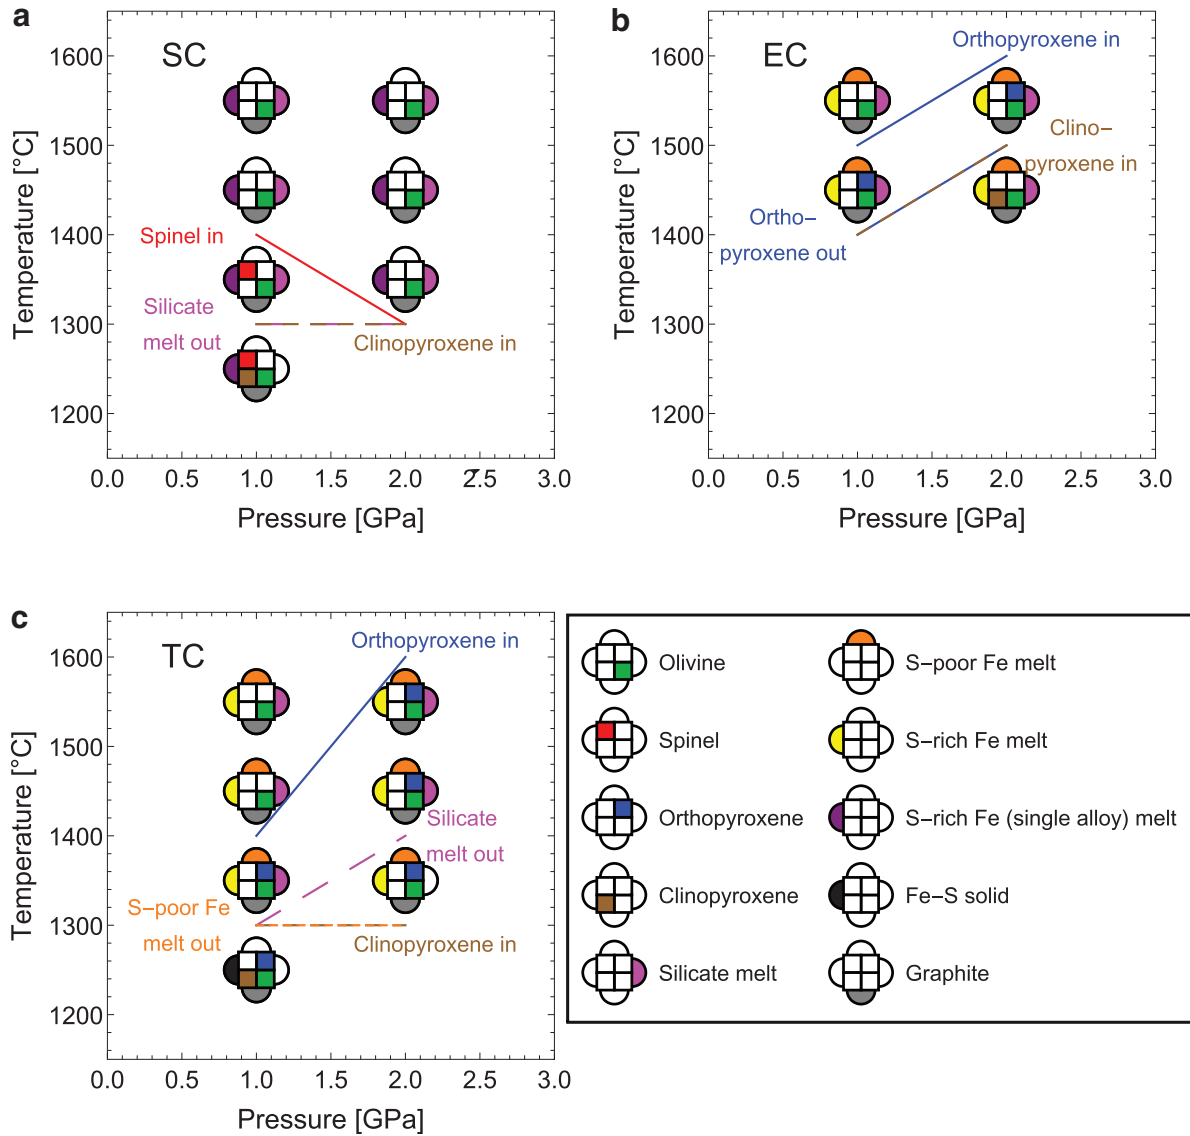 a
SC
1600
1500
1400
1300
1200
Temperature [°C]
Spinel in
Silicate
melt out
Clinopyroxene in
0.0 0.5 1.0 1.5 2.0 2.5 3.0
Pressure [GPa]
b
EC
1600
1500
1400
1300
1200
Temperature [°C]
Orthopyroxene in
Clino–
pyroxene in
Ortho–
pyroxene out
0.0 0.5 1.0 1.5 2.0 2.5 3.0
Pressure [GPa]
c
TC
1600
1500
1400
1300
1200
Temperature [°C]
Orthopyroxene in
Silicate
melt out
S–poor Fe
melt out
Clinopyroxene in
0.0 0.5 1.0 1.5 2.0 2.5 3.0
Pressure [GPa]
Olivine
Spinel
Orthopyroxene
Clinopyroxene
Silicate melt
S–poor Fe melt
S–rich Fe melt
S–rich Fe (single alloy) melt
Fe–S solid
Graphite